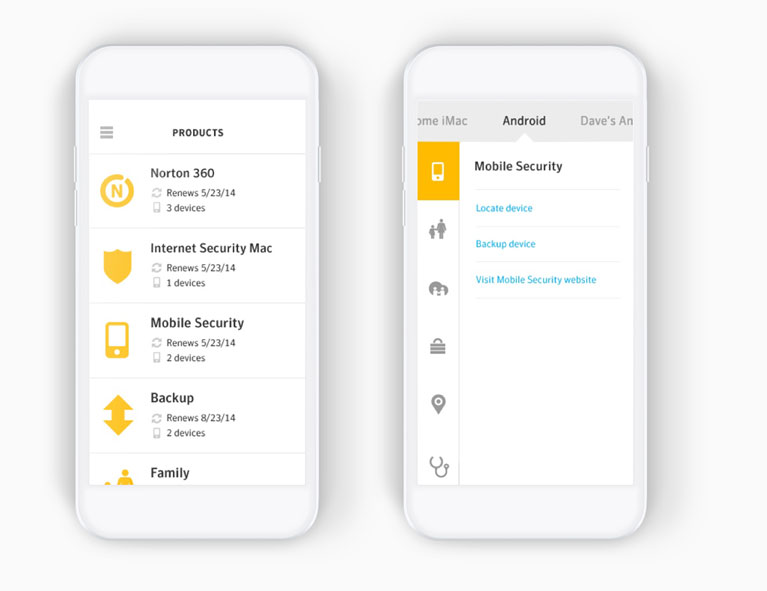 PRODUCTS
N
Norton 360
Renews 5/23/14
3 devices
Internet Security Mac
Renews 5/23/14
1 devices
Mobile Security
Renews 5/23/14
2 devices
Backup
Renews 8/23/14
2 devices
Family
ome iMac Android Dave's An
Mobile Security
Locate device
Backup device
Visit Mobile Security website